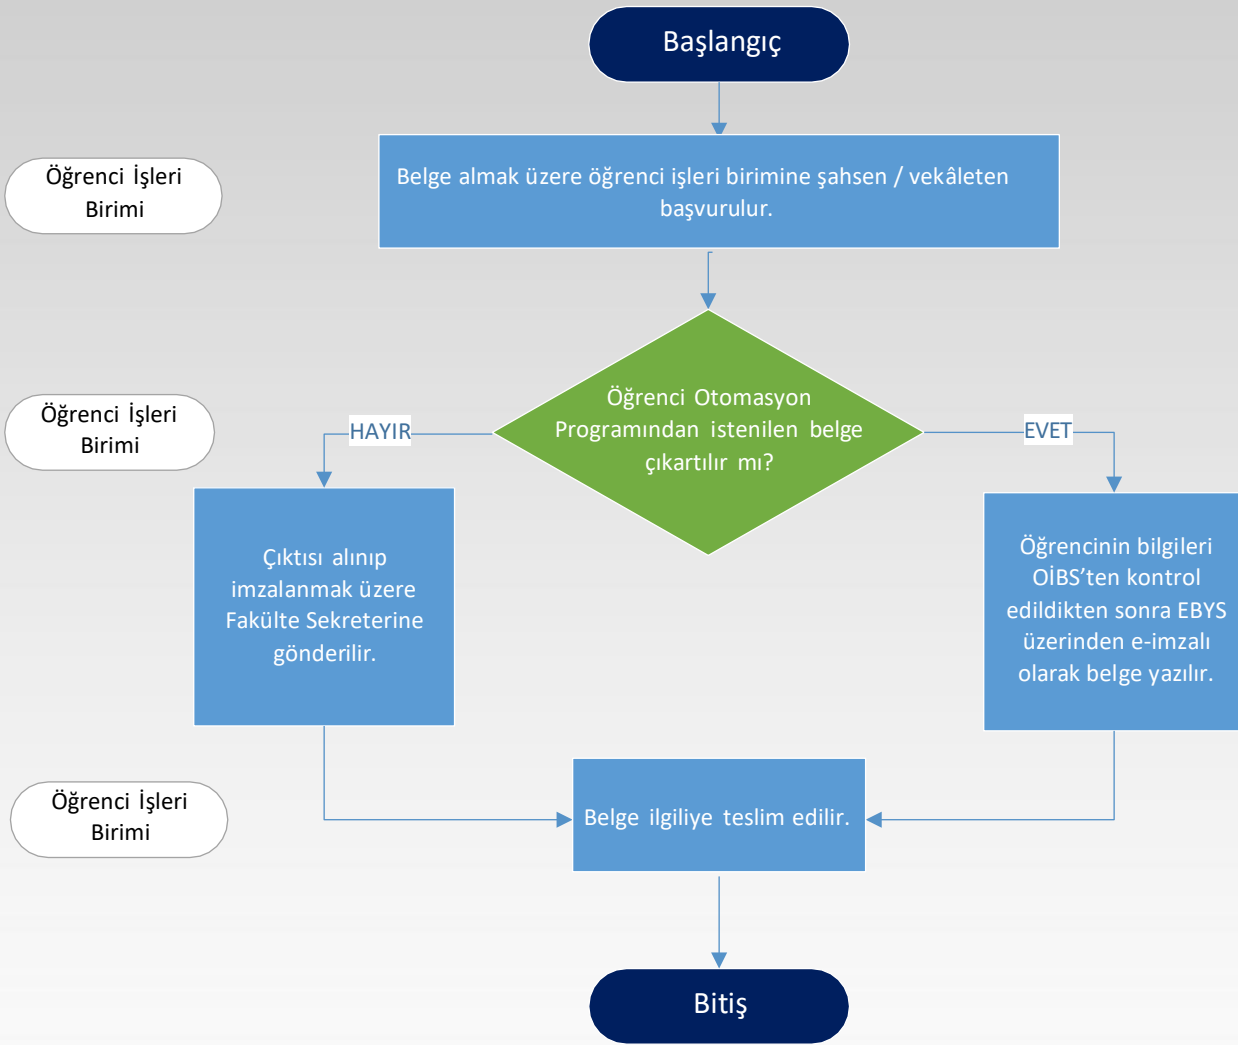 Başlangıç
Öğrenci İşleri
Birimi
Belge almak üzere öğrenci işleri birimine şahsen / vekâleten
başvurulur.
Öğrenci İşleri
Birimi
Öğrenci Otomasyon
Programından istenilen belge
çıkartılır mı?
HAYIR
EVET
Çıktısı alınıp
imzalanmak üzere
Fakülte Sekreterine
gönderilir.
Öğrencinin bilgileri
OİBS’ten kontrol
edildikten sonra EBYS
üzerinden e-imzalı
olarak belge yazılır.
Öğrenci İşleri
Birimi
Belge ilgiliye teslim edilir.
Bitiş